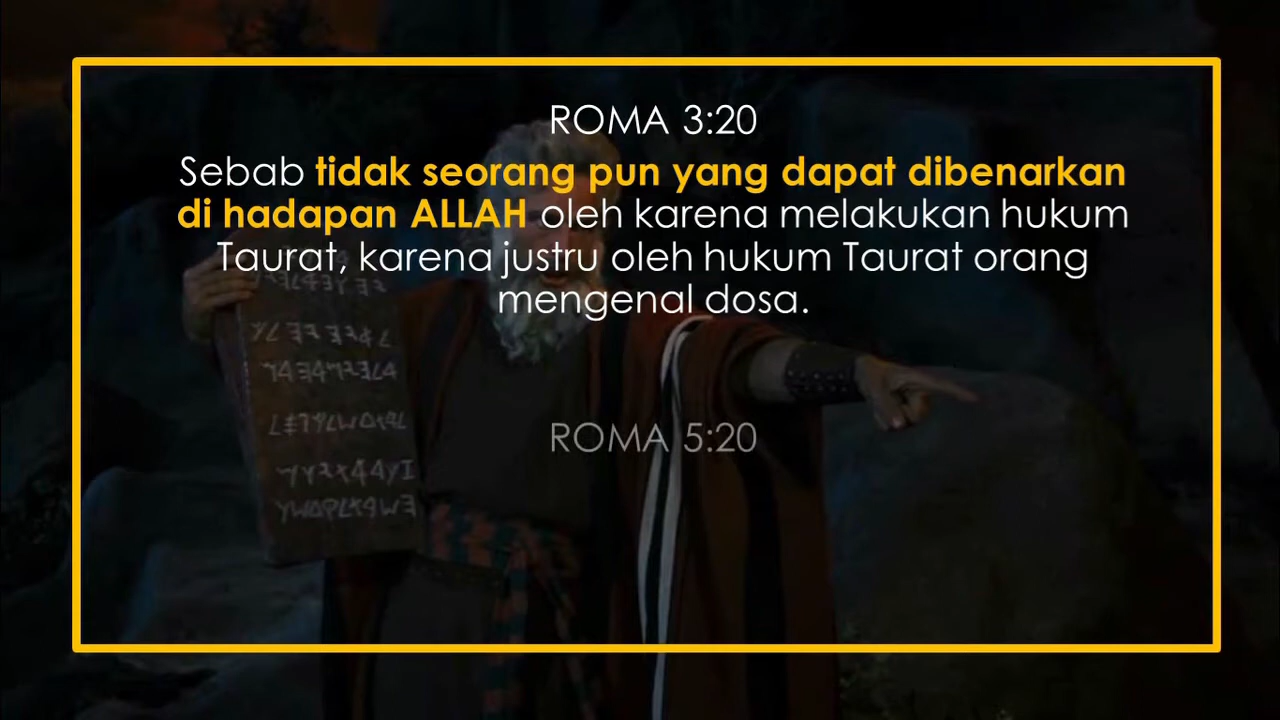 ROMA 3:20
Sebab tidak seorang pun yang dapat dibenarkan
di hadapan ALLAH oleh karena melakukan hukum
Taurat, karena justru oleh hukum Taurat orang
mengenal dosa.
ROMA 5:20